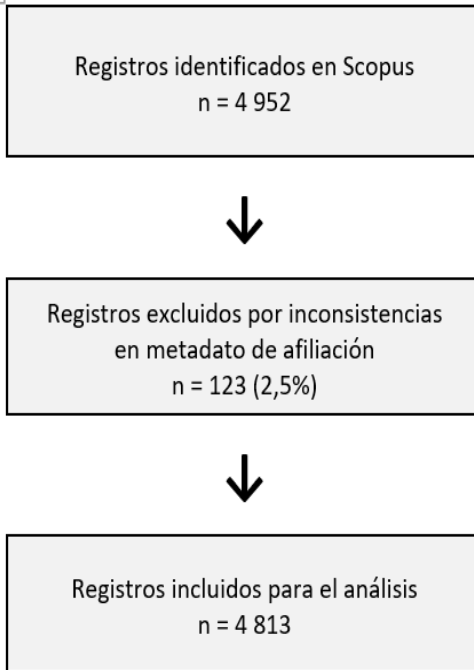 Registros identificados en Scopus
n = 4 952
Registros excluidos por inconsistencias
en metadato de afiliación
n = 123 (2,5%)
Registros incluidos para el análisis
n = 4 813